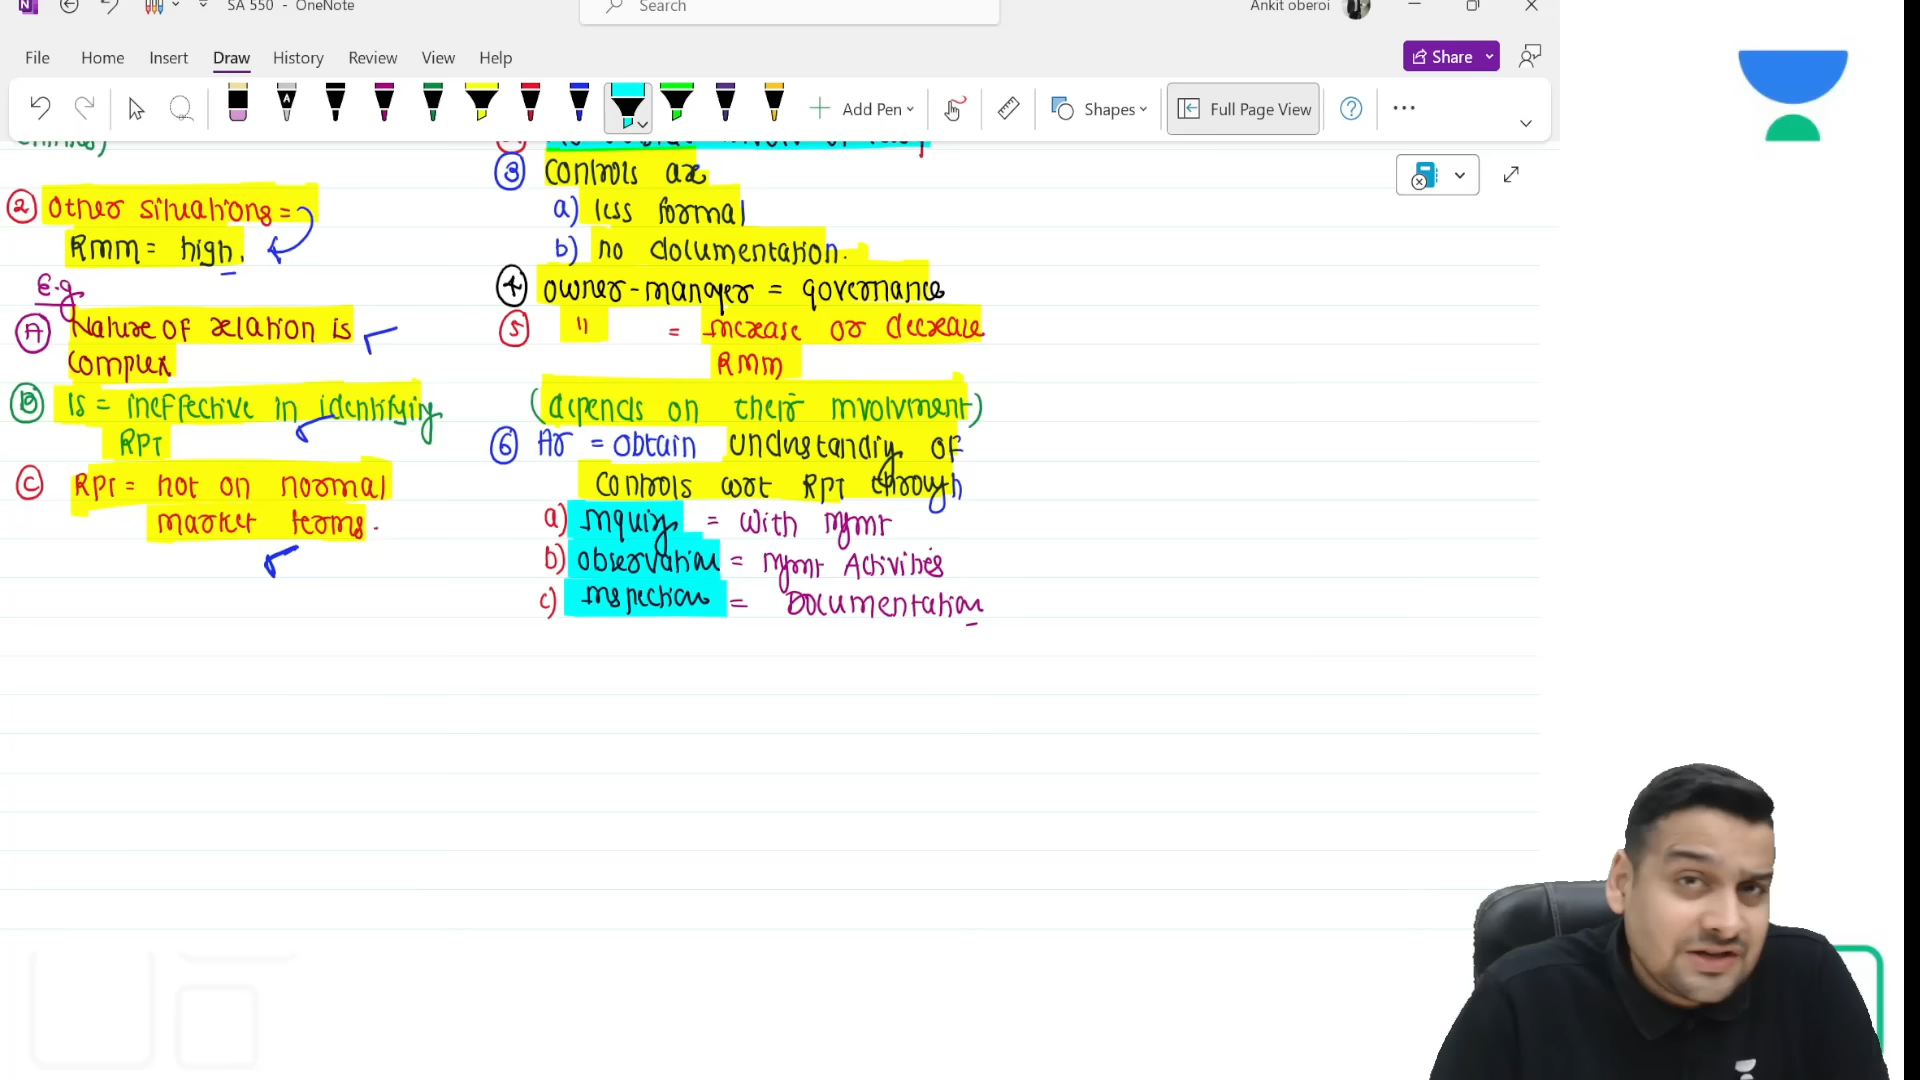 SA 550 - OneNote
Search
Ankit oberoi
File Home Insert Draw History Review View Help
Share
Add Pen
Shapes
Full Page View
② Other situations =
RMM = high.
E.g
Ⓐ Nature of relation is
complex
Ⓑ IS = ineffective in identifying
RPT
Ⓒ RPT = not on normal
market terms.
③ Controls are
a) less formal
b) no documentation.
④ owner-manager = governance
⑤ " = increase or decrease
RMM
(depends on their involvment)
⑥ Ar = obtain understanding of
controls wrt RPT through
a) Inquiry = with mgmt
b) observation = mgmt Activities
c) Inspection = Documentation